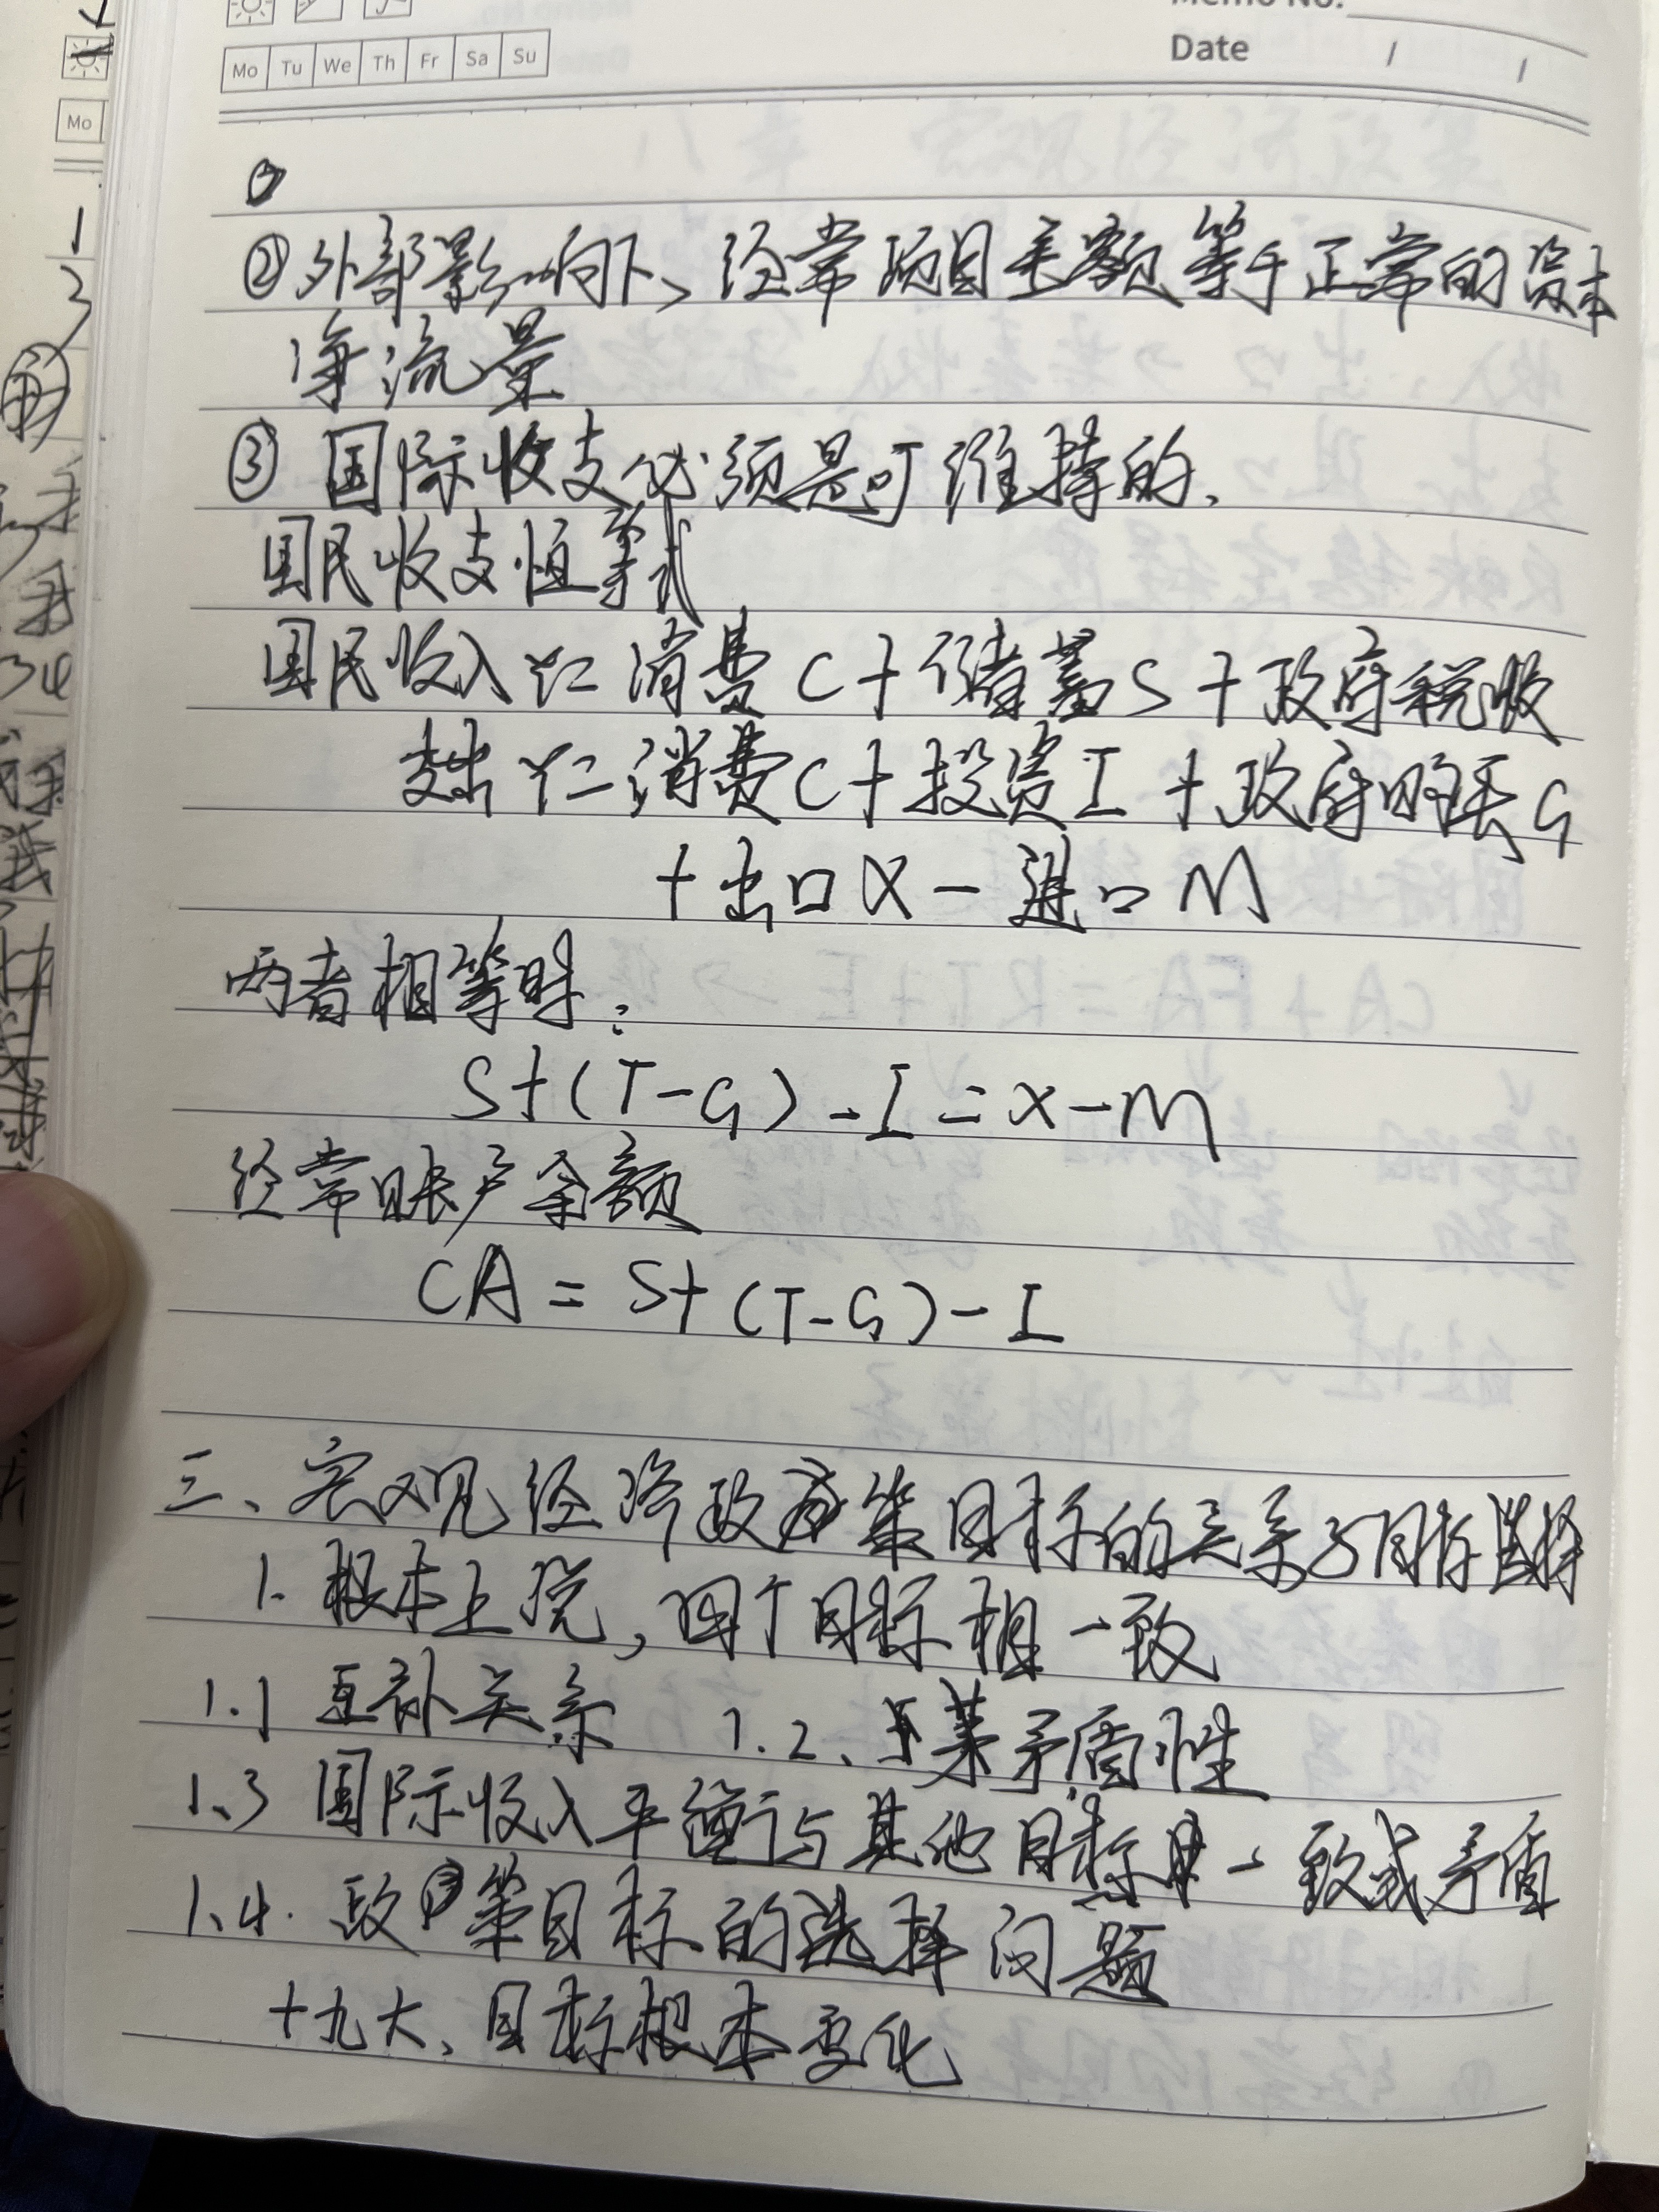 Memo No.
Mo Tu We Th Fr Sa Su
Date / /
Mo
②外部影响下、经常项目差额等于正常的资本
净流量
③ 国际收支必须是可维持的.
国民收支恒等式
国民收入 Y= 消费 C+储蓄S+政府税收
支出 Y=消费C+投资I+政府购买G
+出口X-进口M
两者相等时:
S+(T-G)-I=X-M
经常账户余额
CA = S+(T-G)-I
三、宏观经济政策目标的关系与目标选择
1. 根本上说,四个目标相一致
1.1 互补关系 1.2、某矛盾性
1.3 国际收入平衡与其他目标一致或矛盾
1.4. 政策目标的选择问题
十九大、目标根本变化